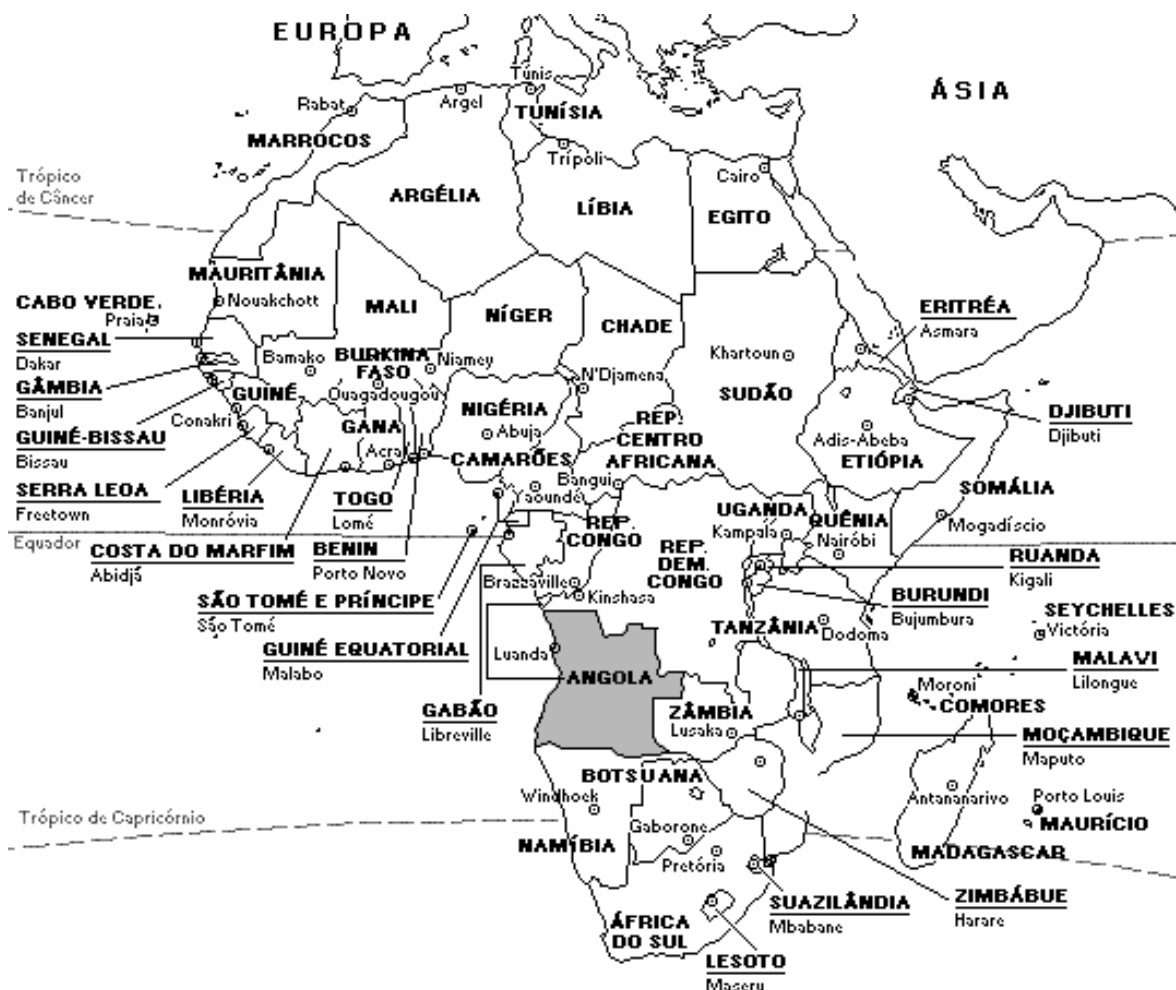 EUROPA
ÁSIA
Túnis
Rabat
Argel
TUNÍSIA
MARROCOS
Trípoli
Trópico
de Câncer
Cairo
ARGÉLIA
LÍBIA
EGITO
MAURITÂNIA
Nouakchott
CABO VERDE.
Praia
MALI
NÍGER
CHADE
ERITRÉA
Asmara
SENEGAL
Dakar
Bamako
BURKINA
FASO
Niamey
Khartoun
N'Djamena
SUDÃO
GÂMBIA
Banjul
GUINÉ
Ouagadougou
NIGÉRIA
Abuja
REP.
CENTRO
AFRICANA
DJIBUTI
Djibuti
Conakri
GANA
Acra
GUINÉ-BISSAU
Bissau
CAMARÕES
Bangui
Adis-Abeba
ETIÓPIA
SERRA LEOA
Freetown
LIBÉRIA
Monróvia
TOGO
Lomé
Yaoundé
SOMÁLIA
Mogadíscio
Equador
COSTA DO MARFIM
Abidjã
BENIN
Porto Novo
REP.
CONGO
REP.
DEM.
CONGO
UGANDA
Kampala
QUÊNIA
Nairóbi
RUANDA
Kigali
Brazzaville
Kinshasa
SÃO TOMÉ E PRÍNCIPE
São Tomé
BURUNDI
Bujumbura
SEYCHELLES
Victória
TANZÂNIA
Dodoma
GUINÉ EQUATORIAL
Malabo
Luanda
ANGOLA
MALAVI
Lilongue
Moroni
COMORES
GABÃO
Libreville
ZÂMBIA
Lusaka
MOÇAMBIQUE
Maputo
BOTSUANA
Windhoek
Antananarivo
Porto Louis
MAURÍCIO
Trópico de Capricórnio
Gaborone
NAMÍBIA
Pretória
MADAGASCAR
SUAZILÂNDIA
Mbabane
ZIMBÁBUE
Harare
ÁFRICA
DO SUL
LESOTO
Maseru